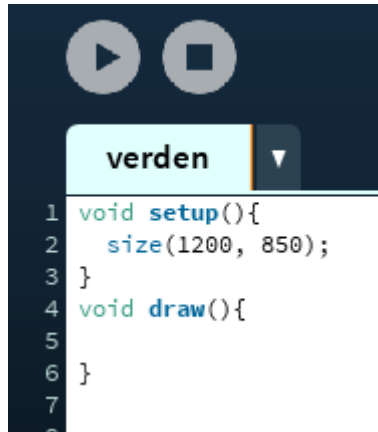 verden
1 void setup(){
2 size(1200, 850);
3 }
4 void draw(){
5
6 }
7